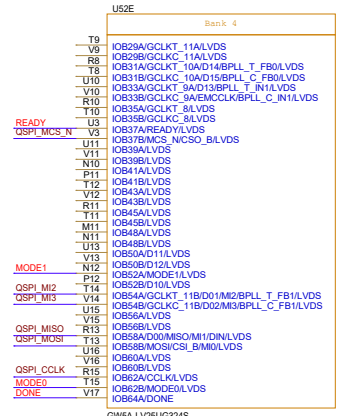 U52E
Bank 4
T9 IOB29A/GCLKT_11A/LVDS
V9 IOB29B/GCLKC_11A/LVDS
R8 IOB31A/GCLKT_10A/D14/BPLL_T_FB0/LVDS
T8 IOB31B/GCLKC_10A/D15/BPLL_C_FB0/LVDS
U10 IOB33A/GCLKT_9A/D13/BPLL_T_IN1/LVDS
V10 IOB33B/GCLKC_9A/EMCCLK/BPLL_C_IN1/LVDS
R10 IOB35A/GCLKT_8/LVDS
T10 IOB35B/GCLKC_8/LVDS
READY U3 IOB37A/READY/LVDS
QSPI_MCS_N V3 IOB37B/MCS_N/CSO_B/LVDS
U11 IOB39A/LVDS
V11 IOB39B/LVDS
N10 IOB41A/LVDS
P11 IOB41B/LVDS
T12 IOB43A/LVDS
V12 IOB43B/LVDS
R11 IOB45A/LVDS
T11 IOB45B/LVDS
M11 IOB48A/LVDS
N11 IOB48B/LVDS
U13 IOB50A/D11/LVDS
V13 IOB50B/D12/LVDS
MODE1 N12 IOB52A/MODE1/LVDS
P12 IOB52B/D10/LVDS
QSPI_MI2 T14 IOB54A/GCLKT_11B/D01/MI2/BPLL_T_FB1/LVDS
QSPI_MI3 V14 IOB54B/GCLKC_11B/D02/MI3/BPLL_C_FB1/LVDS
U15 IOB56A/LVDS
V15 IOB56B/LVDS
QSPI_MISO R13 IOB58A/D00/MISO/MI1/DIN/LVDS
QSPI_MOSI T13 IOB58B/MOSI/CSI_B/MI0/LVDS
U16 IOB60A/LVDS
V16 IOB60B/LVDS
QSPI_CCLK R15 IOB62A/CCLK/LVDS
MODE0 T15 IOB62B/MODE0/LVDS
DONE V17 IOB64A/DONE
GW5A-LV25UG324S